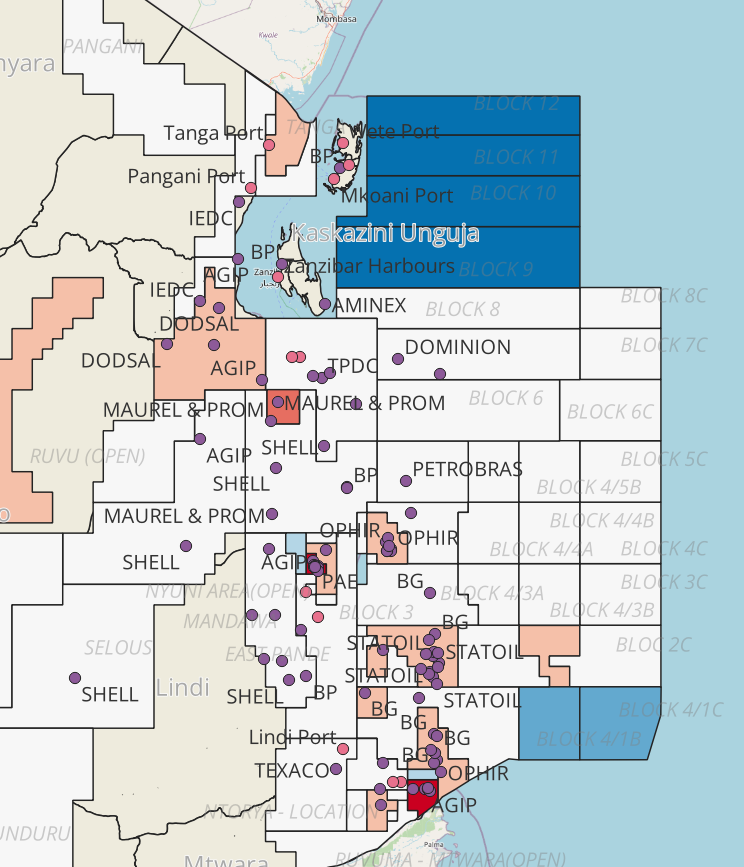 Mombasa
Kwale
PANGANI
nyara
BLOCK 12
TANGA
Tanga Port
Wete Port
BP
BLOCK 11
Pangani Port
Mkoani Port
BLOCK 10
IEDC
Kaskazini Unguja
BP
AGIP
Zanzibar Harbours
BLOCK 9
IEDC
AMINEX
BLOCK 8
BLOCK 8C
DODSAL
DODSAL
AGIP
TPDC
DOMINION
BLOCK 7C
MAUREL & PROM
MAUREL & PROM
BLOCK 6
BLOCK 6C
RUVU (OPEN)
AGIP
SHELL
BLOCK 5C
SHELL
BP
PETROBRAS
BLOCK 4/5B
MAUREL & PROM
BLOCK 4/4B
OPHIR
OPHIR
BLOCK 4/4A
BLOCK 4C
SHELL
AGIP
PAE
BG
BLOCK 3C
NYUNI AREA(OPEN
BLOCK 4/3A
BLOCK 3
BLOCK 4/3B
MANDAWA
BG
SELOUS
EAST PANDE
STATOIL
STATOIL
BLOC 2C
Lindi
STATOIL
SHELL
SHELL
BP
BG
STATOIL
BLOCK 4/1C
BG
Lindi Port
BG
BLOCK 4/1B
BG
TEXACO
OPHIR
NTORYA - LOCATION
AGIP
UNDURU
Palma
Mtwara
RUVUMA - MTWARA(OPEN)